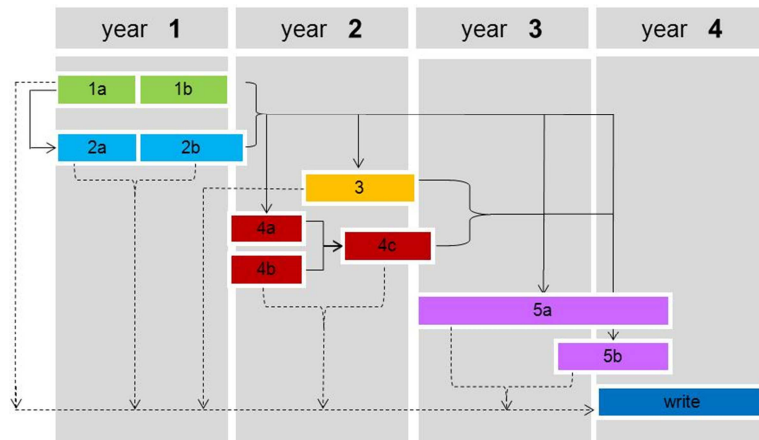 year 1 year 2 year 3 year 4
1a 1b
2a 2b
3
4a
4c
4b
5a
5b
write